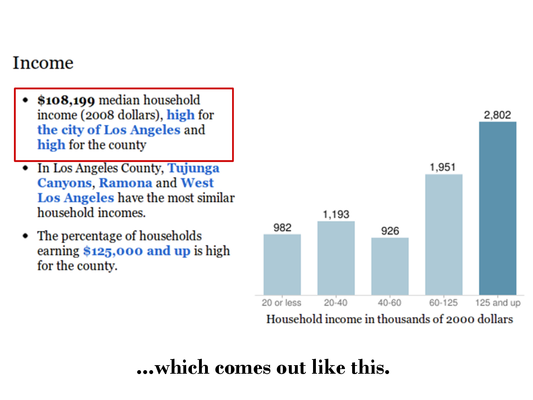 Income
• $108,199 median household
income (2008 dollars), high for
the city of Los Angeles and
high for the county
• In Los Angeles County, Tujunga
Canyons, Ramona and West
Los Angeles have the most similar
household incomes.
• The percentage of households
earning $125,000 and up is high
for the county.
982
1,193
926
1,951
2,802
20 or less
20-40
40-60
60-125
125 and up
Household income in thousands of 2000 dollars
...which comes out like this.